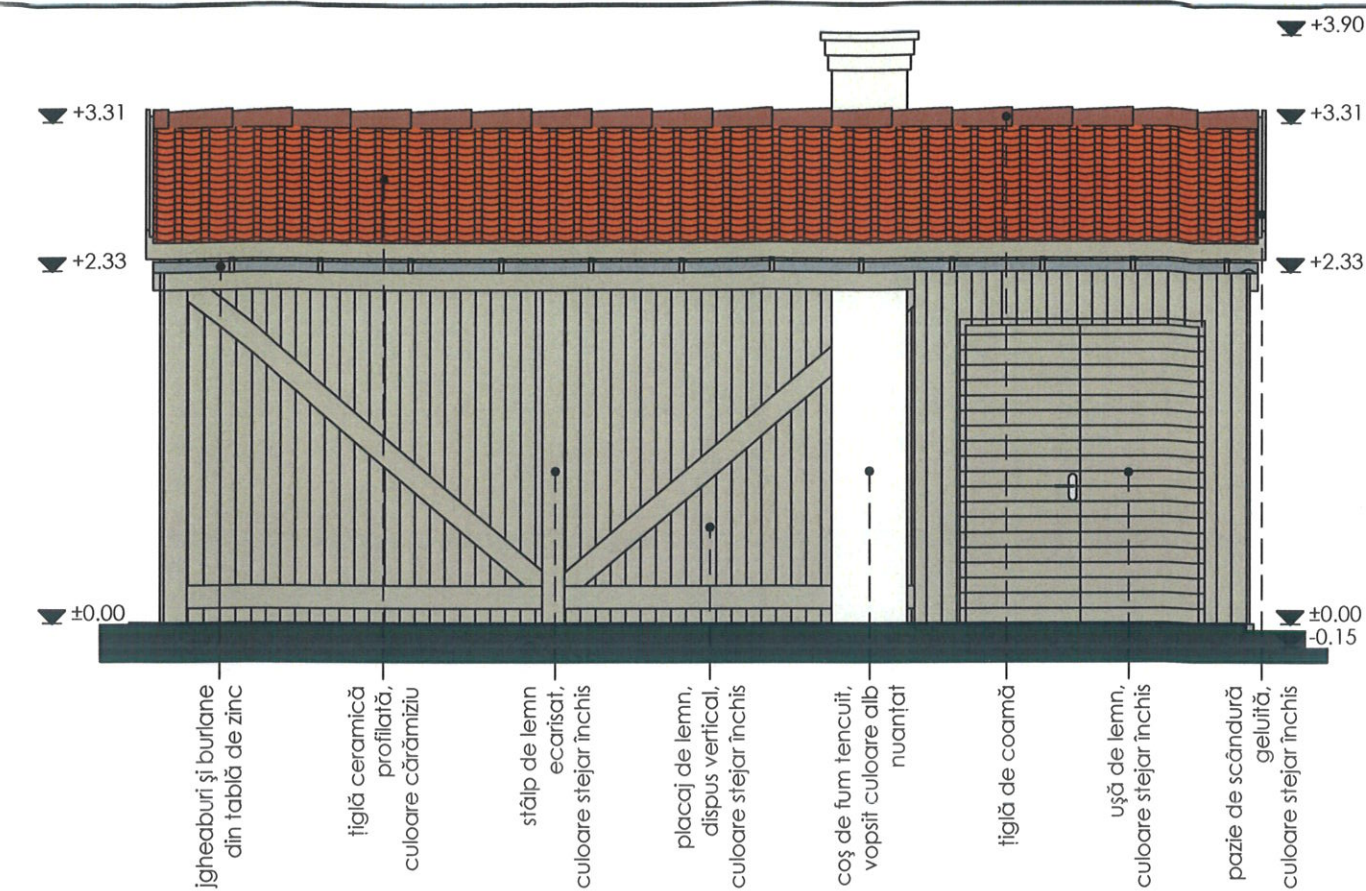 +3.90
+3.31
+3.31
+2.33
+2.33
±0.00
±0.00
-0.15
jgheaburi și burlane
din tablă de zinc
țiglă ceramică
profilată,
culoare cărămiziu
stâlp de lemn
ecarisat,
culoare stejar închis
placaj de lemn,
dispus vertical,
culoare stejar închis
coș de fum tencuit,
vopsit culoare alb
nuanțat
țiglă de coamă
ușă de lemn,
culoare stejar închis
pazie de scândură
geluită,
culoare stejar închis